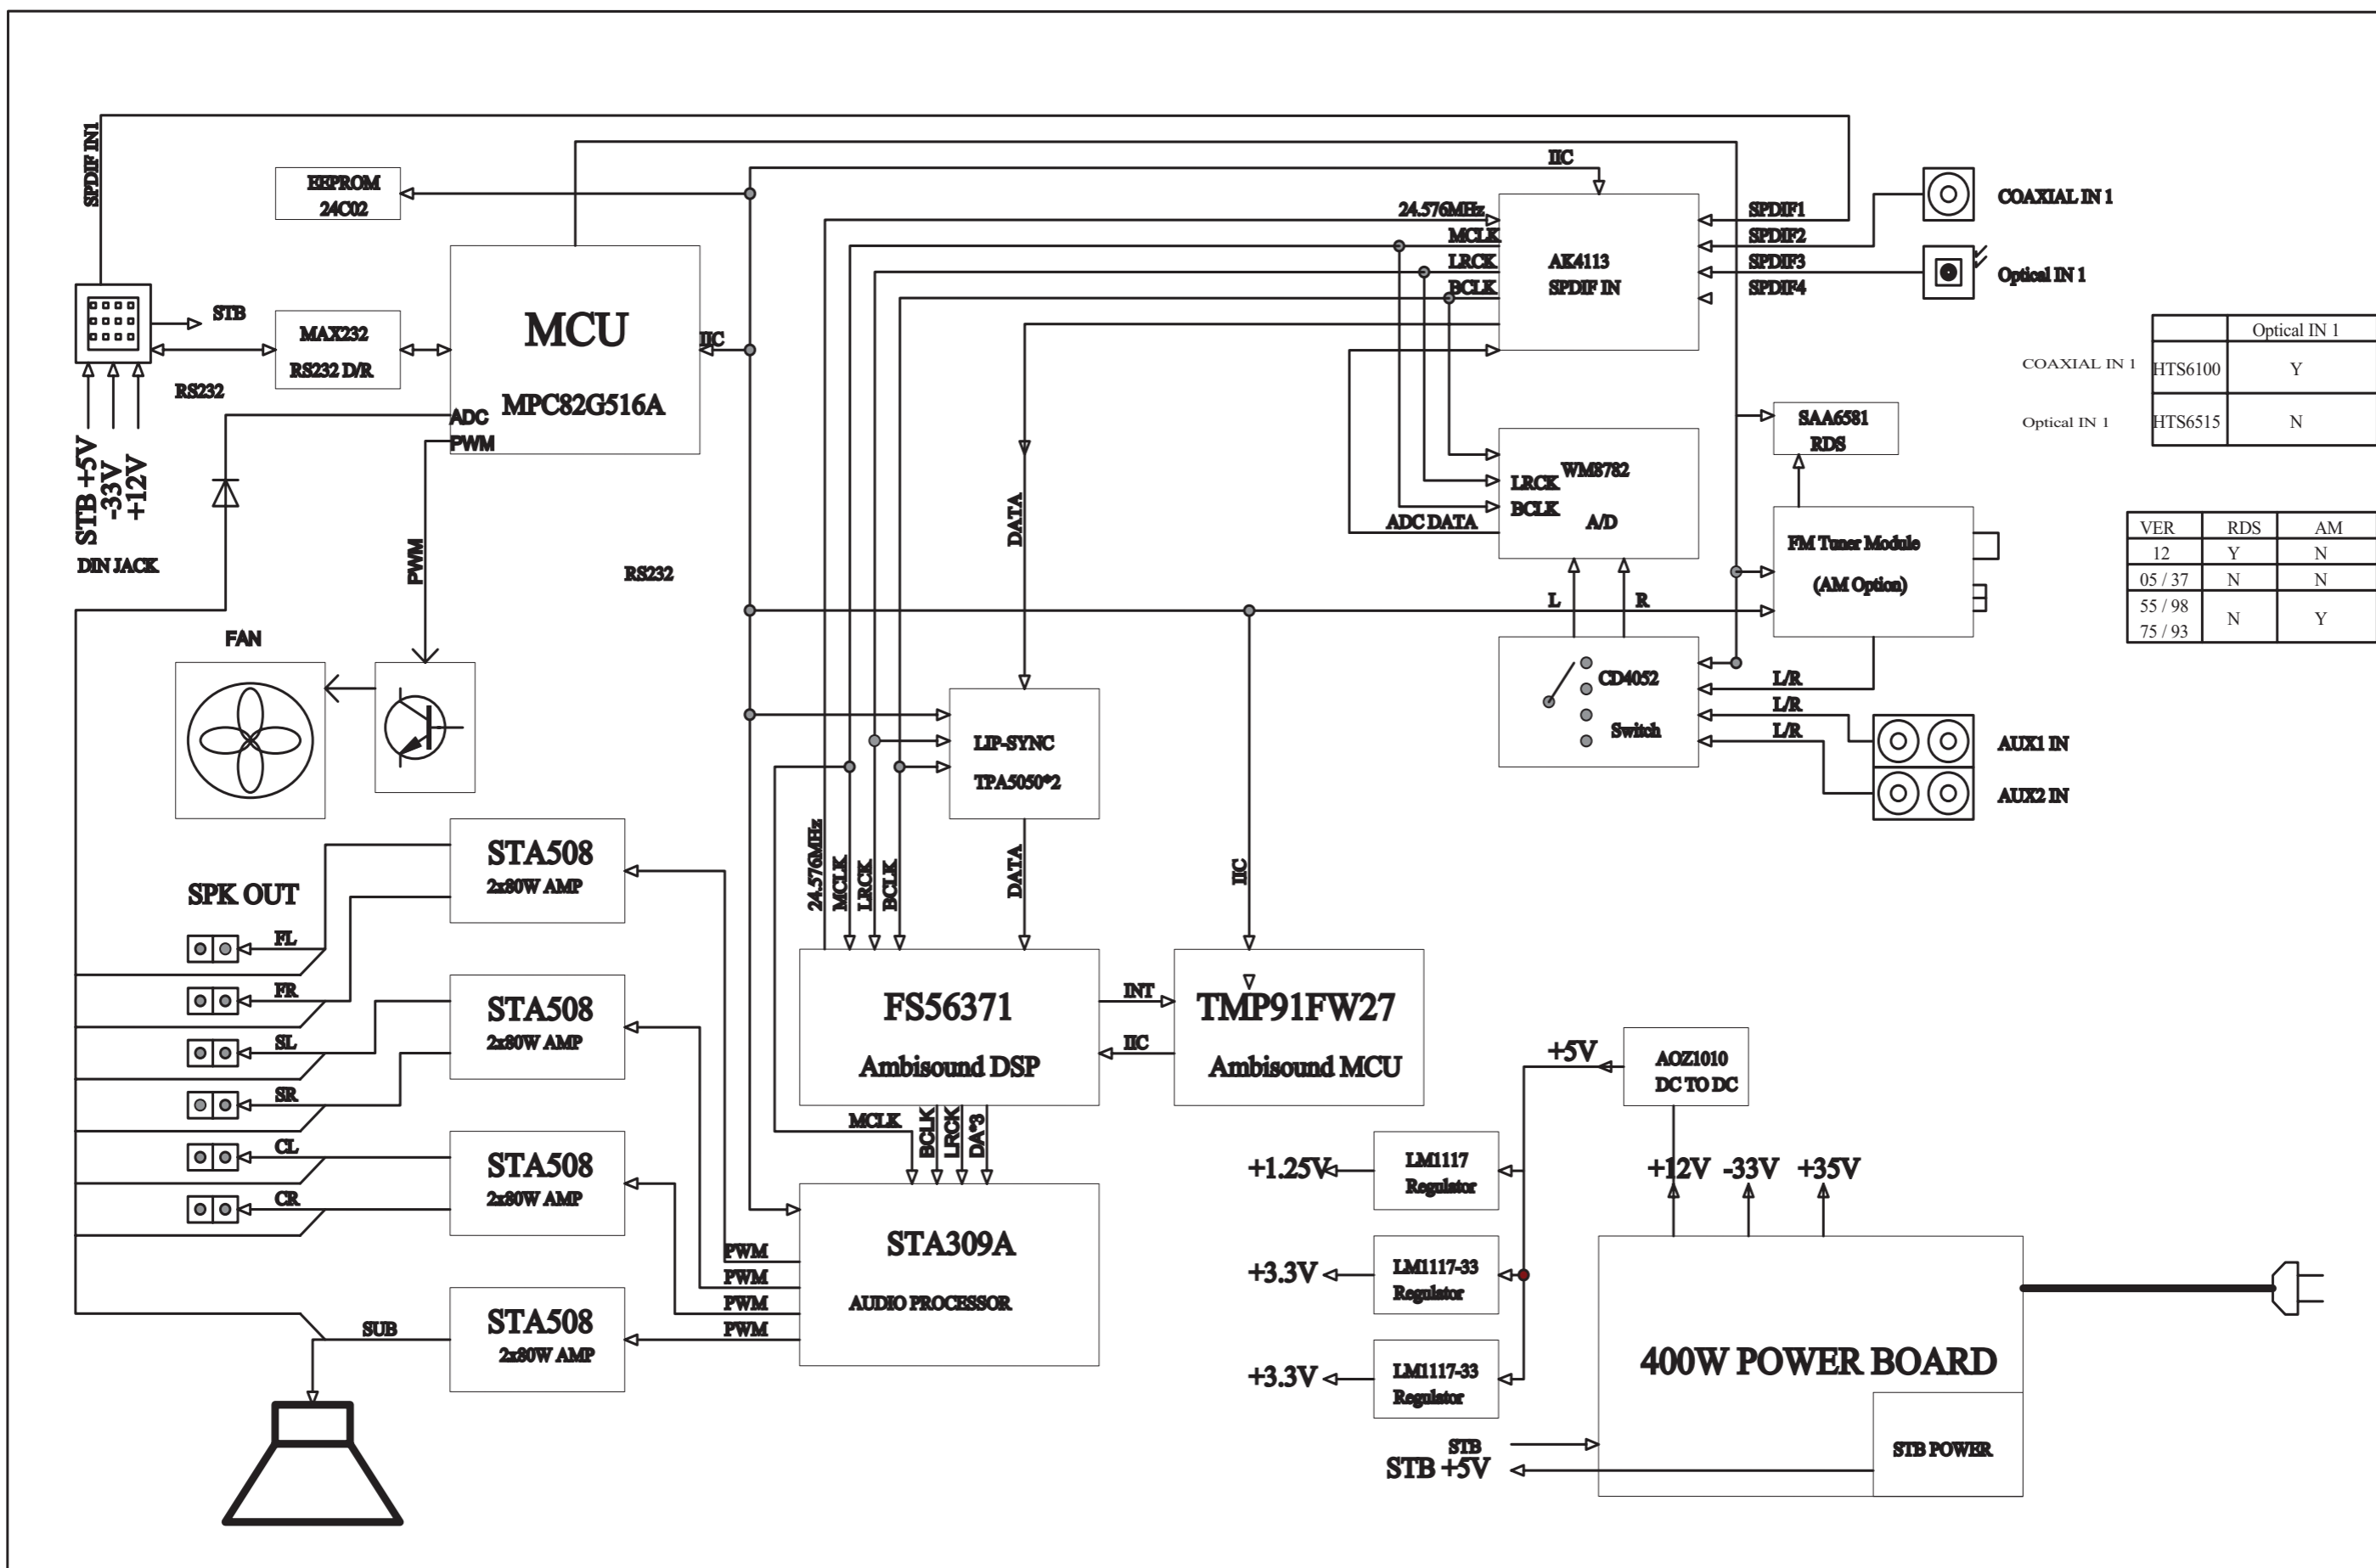 SPDIF IN1
EEPROM
24C02
STB
MAX232
RS232 D/R
RS232
MCU
MPC82G516A
IIC
ADC
PWM
STB +5V
-33V
+12V
DIN JACK
PWM
RS232
FAN
IIC
24.576MHz
MCLK
LRCK
BCLK
AK4113
SPDIF IN
SPDIF1
SPDIF2
SPDIF3
SPDIF4
COAXIAL IN 1
Optical IN 1
COAXIAL IN 1
Optical IN 1
Optical IN 1
HTS6100 Y
HTS6515 N
SAA6581
RDS
WM8782
LRCK
BCLK
A/D
ADC DATA
DATA
FM Tuner Module
(AM Option)
VER RDS AM
12 Y N
05 / 37 N N
55 / 98
75 / 93
N Y
L R
CD4052
Switch
L/R
L/R
L/R
AUX1 IN
AUX2 IN
LIP-SYNC
TPA5050*2
24.576MHz
MCLK
LRCK
BCLK
DATA
IIC
SPK OUT
FL
FR
SL
SR
CL
CR
STA508
2x80W AMP
STA508
2x80W AMP
STA508
2x80W AMP
STA508
2x80W AMP
SUB
FS56371
Ambisound DSP
INT
IIC
TMP91FW27
Ambisound MCU
MCLK
BCLK
LRCK
DA*3
STA309A
AUDIO PROCESSOR
PWM
PWM
PWM
PWM
+5V
AOZ1010
DC TO DC
+1.25V
LM1117
Regulator
+3.3V
LM1117-33
Regulator
+3.3V
LM1117-33
Regulator
+12V -33V +35V
400W POWER BOARD
STB POWER
STB
STB +5V